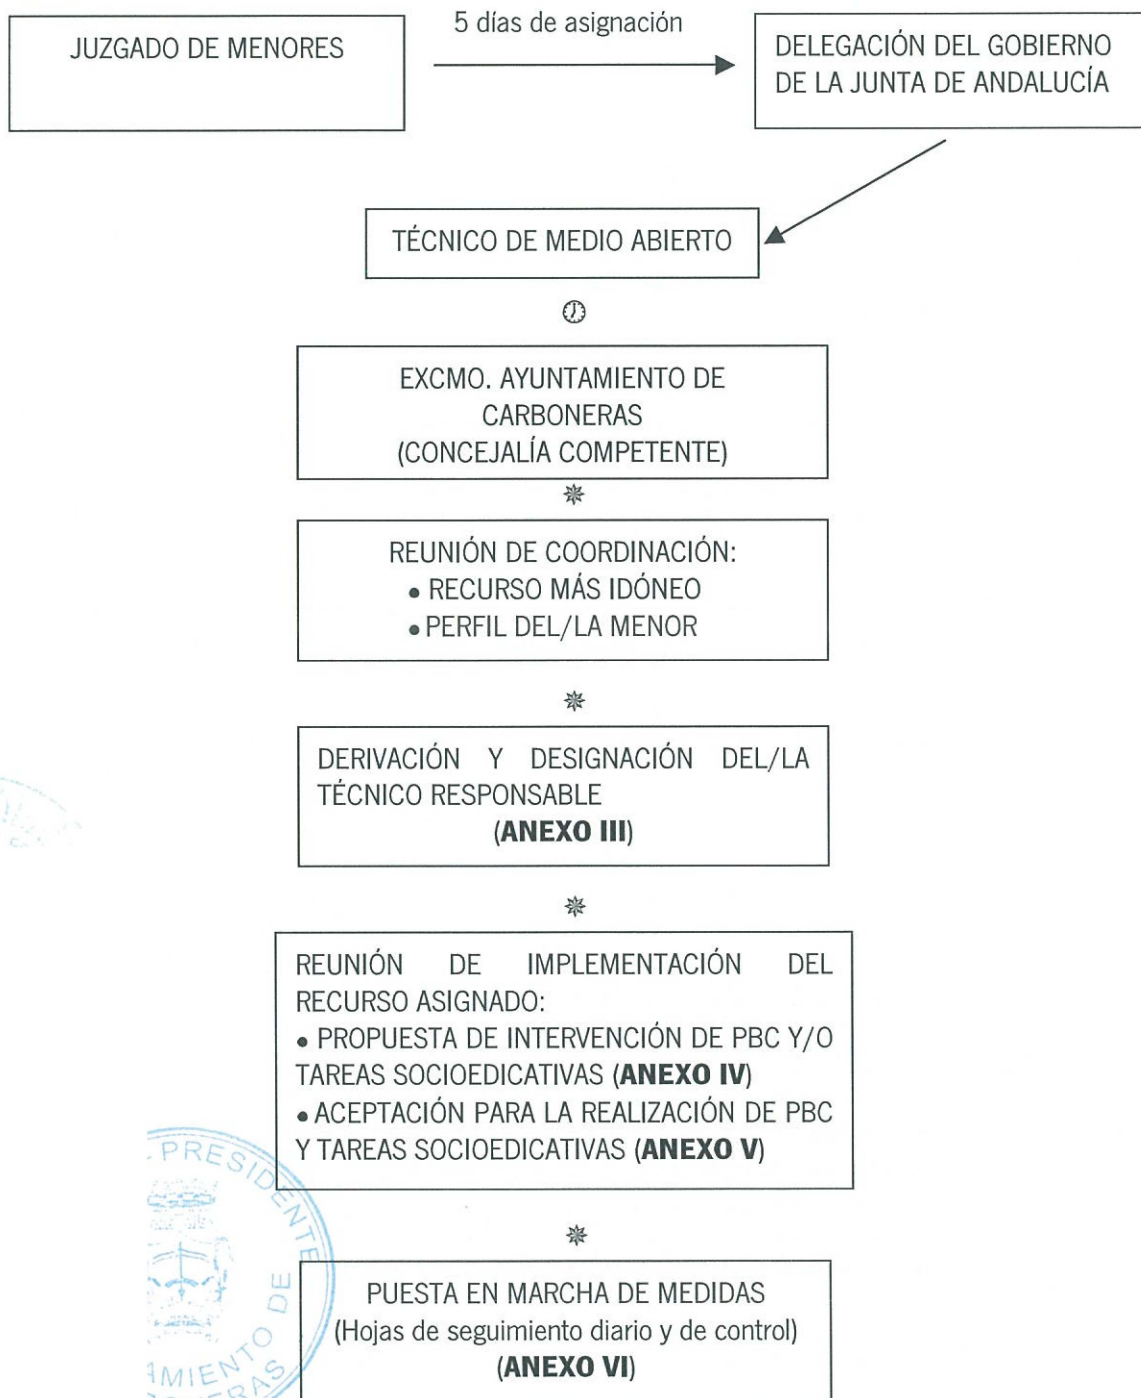 5 días de asignación
JUZGADO DE MENORES
DELEGACIÓN DEL GOBIERNO
DE LA JUNTA DE ANDALUCÍA
TÉCNICO DE MEDIO ABIERTO
EXCMO. AYUNTAMIENTO DE
CARBONERAS
(CONCEJALÍA COMPETENTE)
REUNIÓN DE COORDINACIÓN:
• RECURSO MÁS IDÓNEO
• PERFIL DEL/LA MENOR
DERIVACIÓN Y DESIGNACIÓN DEL/LA
TÉCNICO RESPONSABLE
(ANEXO III)
REUNIÓN DE IMPLEMENTACIÓN DEL
RECURSO ASIGNADO:
• PROPUESTA DE INTERVENCIÓN DE PBC Y/O
TAREAS SOCIOEDICATIVAS (ANEXO IV)
• ACEPTACIÓN PARA LA REALIZACIÓN DE PBC
Y TAREAS SOCIOEDICATIVAS (ANEXO V)
PUESTA EN MARCHA DE MEDIDAS
(Hojas de seguimiento diario y de control)
(ANEXO VI)
PRESIDENTE
AMIENTO DE